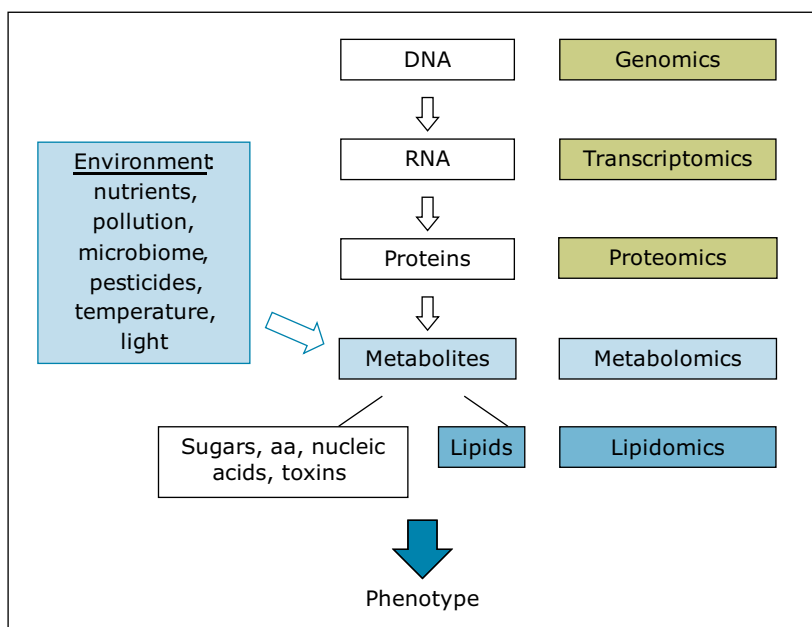 DNA
Genomics
RNA
Transcriptomics
Environment:
nutrients,
pollution,
microbiome,
pesticides,
temperature,
light
Proteins
Proteomics
Metabolites
Metabolomics
Sugars, aa, nucleic
acids, toxins
Lipids
Lipidomics
Phenotype